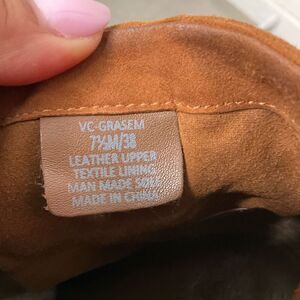 VC-GRASEM
7½M/38
LEATHER UPPER
TEXTILE LINING
MAN MADE SOLE
MADE IN CHINA